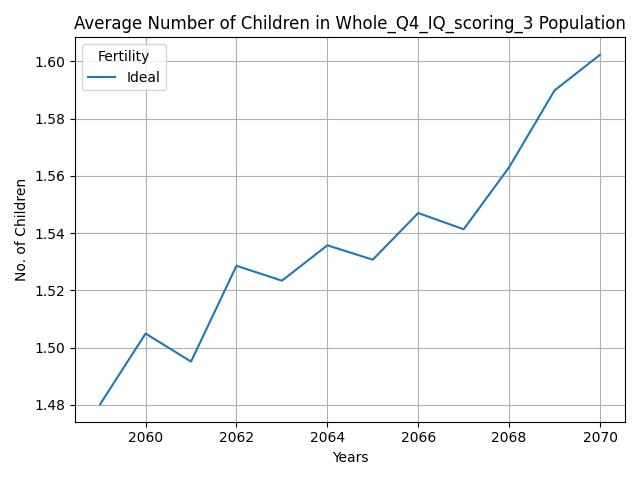 Average Number of Children in Whole_Q4_IQ_scoring_3 Population
Fertility
Ideal
No. of Children
1.60
1.58
1.56
1.54
1.52
1.50
1.48
2060 2062 2064 2066 2068 2070
Years